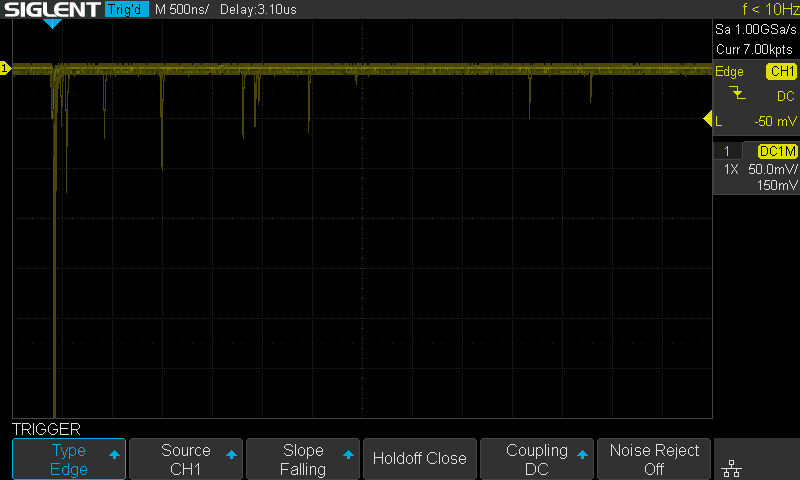 SIGLENT Trig'd M 500ns/ Delay:3.10us f < 10Hz
Sa 1.00GSa/s
Curr 7.00kpts
Edge CH1
DC
L -50 mV
1 DC1M
1X 50.0mV/
150mV
1
TRIGGER
Type
Edge
Source
CH1
Slope
Falling
Holdoff Close
Coupling
DC
Noise Reject
Off